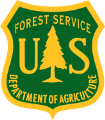 FOREST SERVICE
U S
DEPARTMENT OF AGRICULTURE